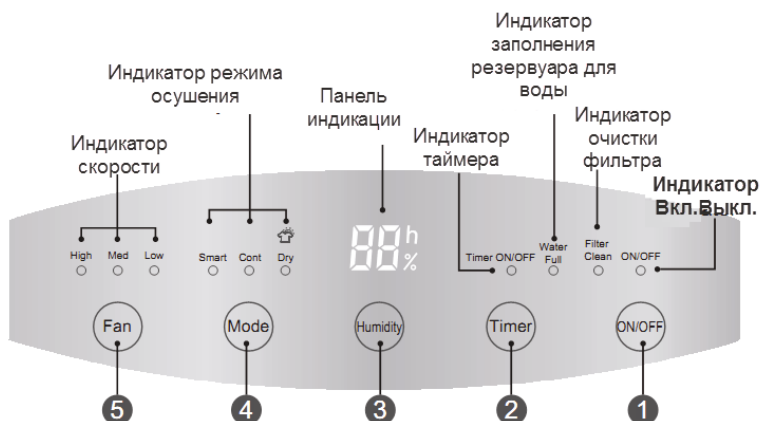 Индикатор
заполнения
резервуара для
воды
Индикатор режима
осушения
Панель
индикации
Индикатор
очистки
фильтра
Индикатор
таймера
Индикатор
скорости
Индикатор
Вкл.Выкл.
High Med Low
Smart Cont Dry
88 h
%
Timer ON/OFF
Water
Full
Filter
Clean
ON/OFF
Fan
Mode
Humidity
Timer
ON/OFF
5 4 3 2 1